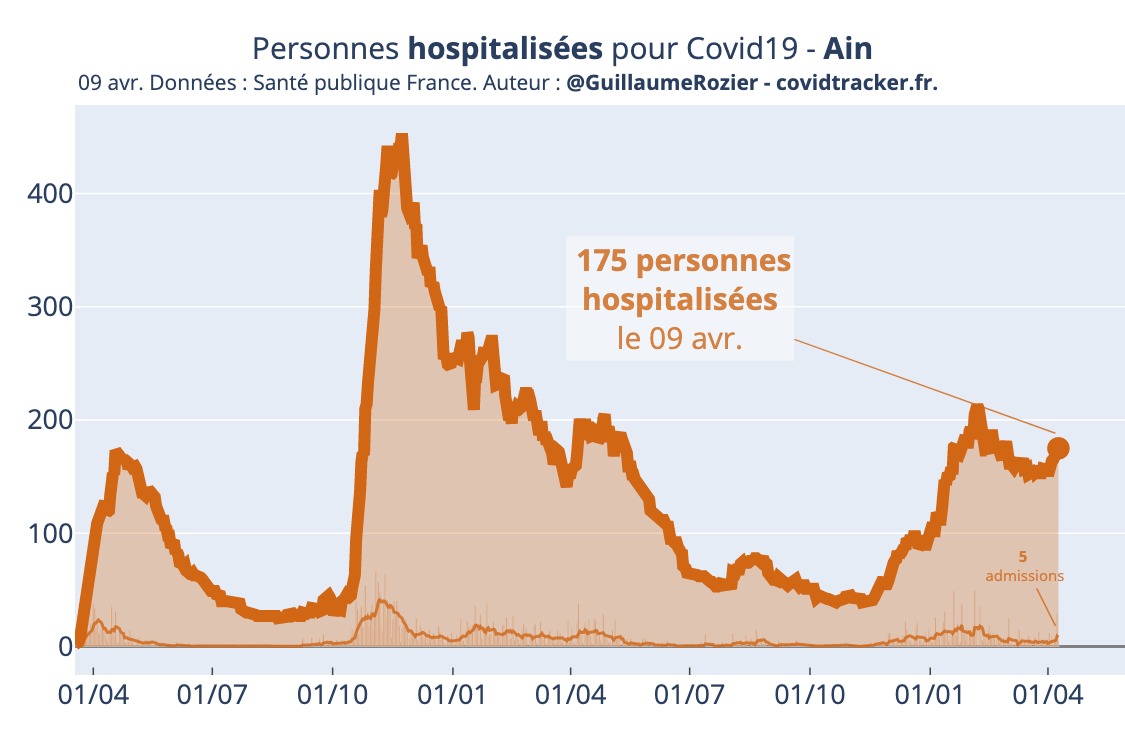 Personnes hospitalisées pour Covid19 - Ain
09 avr. Données : Santé publique France. Auteur : @GuillaumeRozier - covidtracker.fr.
400
300
200
100
0
175 personnes
hospitalisées
le 09 avr.
5
admissions
01/04
01/07
01/10
01/01
01/04
01/07
01/10
01/01
01/04